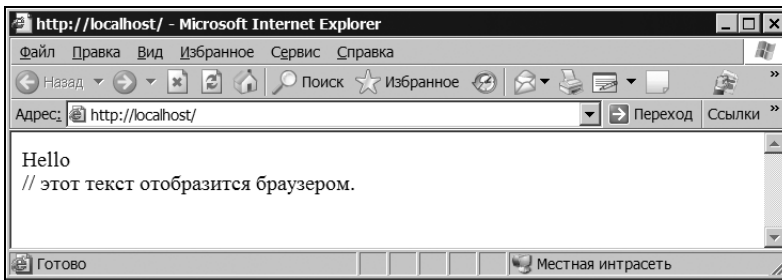 http://localhost/ - Microsoft Internet Explorer
Файл Правка Вид Избранное Сервис Справка
Назад Поиск Избранное »
Адрес: http://localhost/ Переход Ссылки »
Hello
// этот текст отобразится браузером.
Готово Местная интрасеть